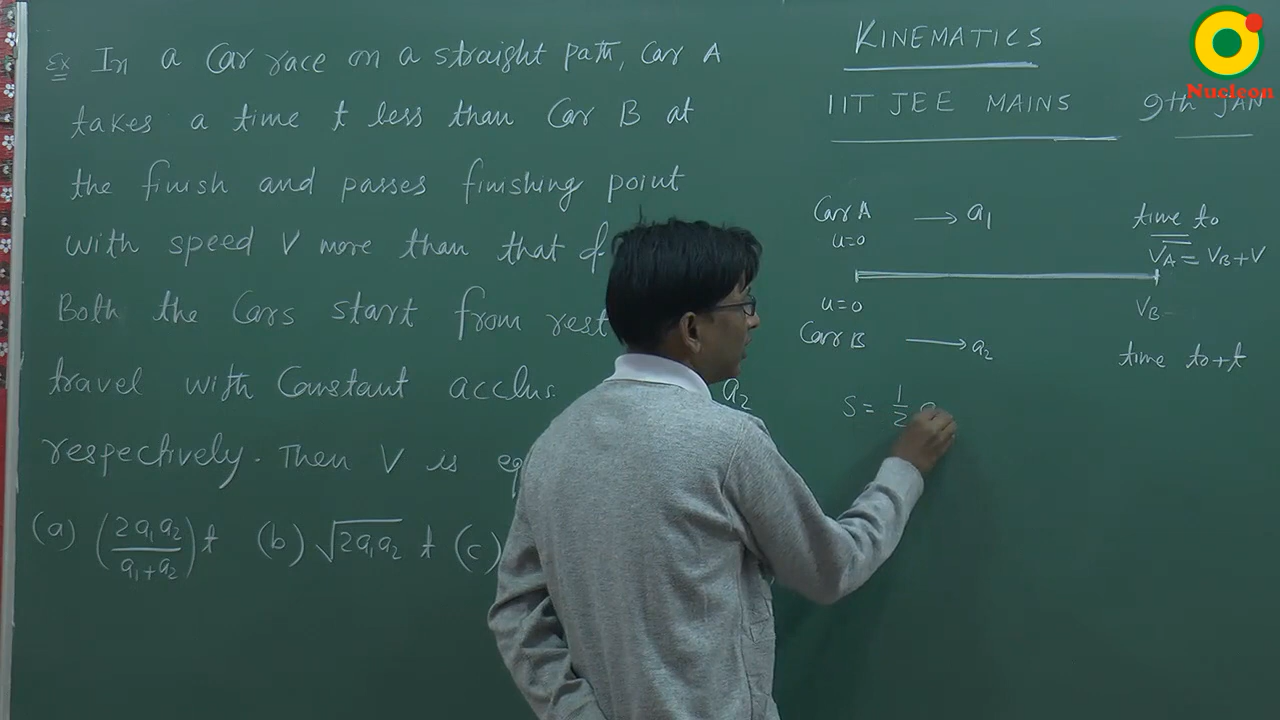 Ex In a Car race on a straight path, Car A
takes a time t less than Car B at
the finish and passes finishing point
with speed V more than that of
Both the Cars start from rest
travel with Constant acclns. a2
respectively. Then V is
(a) (2a1a2/a1+a2)t (b) √2a1a2 t (c)
KINEMATICS
IIT JEE MAINS 9th JAN
Nucleon
Car A → a1
u=0
time to
VA = VB+V
u=0
VB
Car B → a2
time to+t
S = 1/2